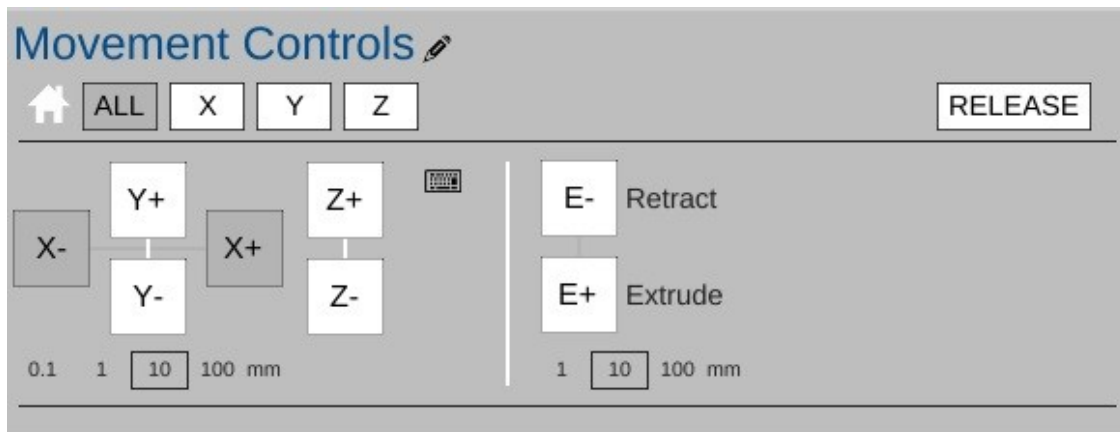 Movement Controls
ALL X Y Z RELEASE
Y+ Z+ E- Retract
X- X+
Y- Z- E+ Extrude
0.1 1 10 100 mm 1 10 100 mm